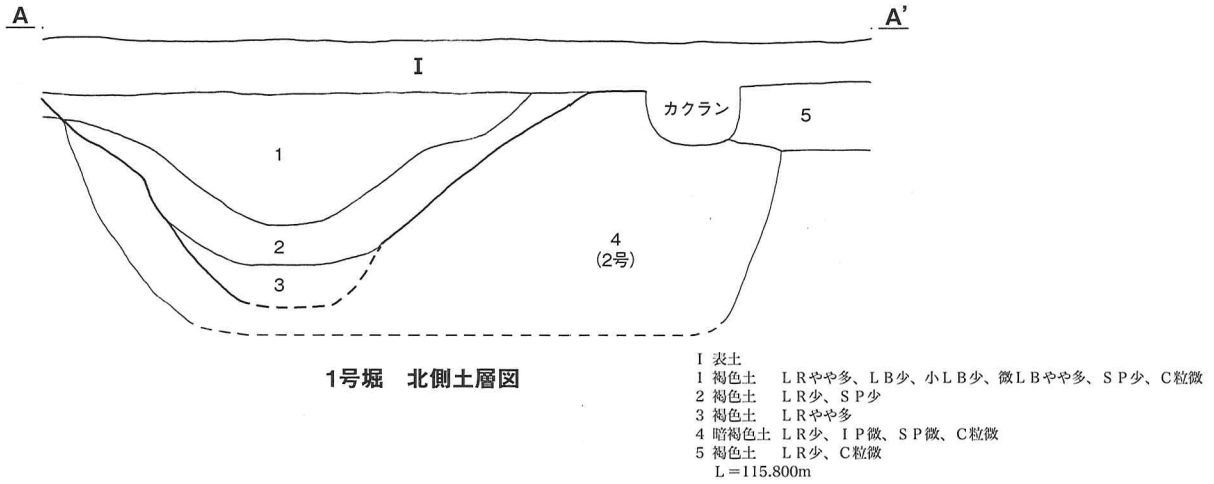 A
A'
I
カクラン
5
1
2
4
(2号)
3
1号堀　北側土層図
I 表土
1 褐色土　ＬＲやや多、ＬＢ少、小ＬＢ少、微ＬＢやや多、ＳＰ少、Ｃ粒微
2 褐色土　ＬＲ少、ＳＰ少
3 褐色土　ＬＲやや多
4 暗褐色土　ＬＲ少、ＩＰ微、ＳＰ微、Ｃ粒微
5 褐色土　ＬＲ少、Ｃ粒微
Ｌ＝115.800m